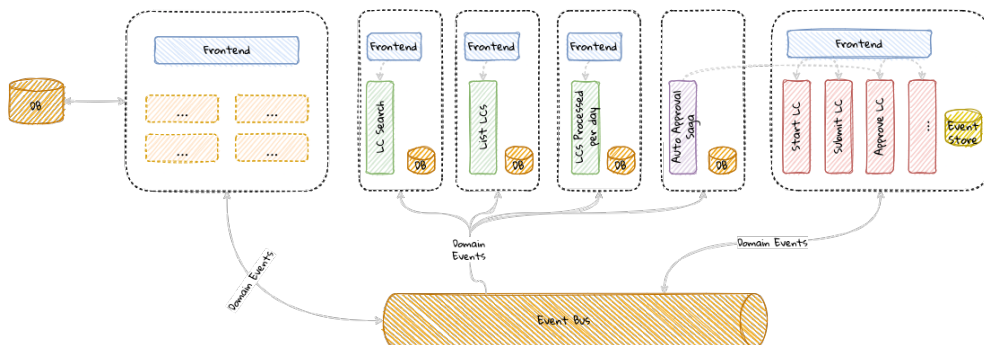 Frontend
DB
...
...
...
...
Frontend
LC Search
DB
Frontend
List LCs
DB
Frontend
LCs Processed
per day
DB
Auto Approval
Saga
DB
Frontend
Start LC
Submit LC
Approve LC
...
Event
Store
Domain Events
Domain
Events
Domain Events
Event Bus